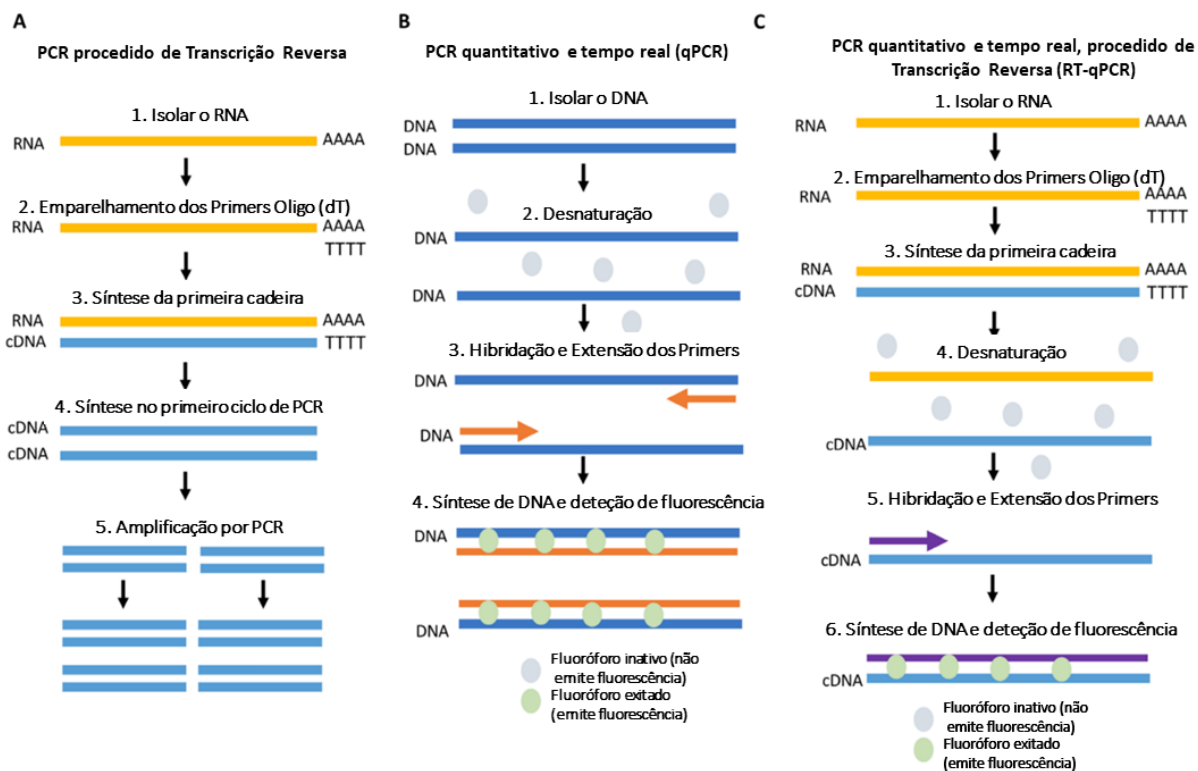 A
PCR procedido de Transcrição Reversa
1. Isolar o RNA
RNA
AAAA
2. Emparelhamento dos Primers Oligo (dT)
RNA
AAAA
TTTT
3. Síntese da primeira cadeira
RNA
AAAA
cDNA
TTTT
4. Síntese no primeiro ciclo de PCR
cDNA
cDNA
5. Amplificação por PCR
B
PCR quantitativo e tempo real (qPCR)
1. Isolar o DNA
DNA
DNA
2. Desnaturação
DNA
DNA
3. Hibridação e Extensão dos Primers
DNA
DNA
4. Síntese de DNA e deteção de fluorescência
DNA
DNA
Fluoróforo inativo (não
emite fluorescência)
Fluoróforo exitado
(emite fluorescência)
C
PCR quantitativo e tempo real, procedido de
Transcrição Reversa (RT-qPCR)
1. Isolar o RNA
RNA
AAAA
2. Emparelhamento dos Primers Oligo (dT)
RNA
AAAA
TTTT
3. Síntese da primeira cadeira
RNA
AAAA
cDNA
TTTT
4. Desnaturação
cDNA
5. Hibridação e Extensão dos Primers
cDNA
6. Síntese de DNA e deteção de fluorescência
cDNA
Fluoróforo inativo (não
emite fluorescência)
Fluoróforo exitado
(emite fluorescência)